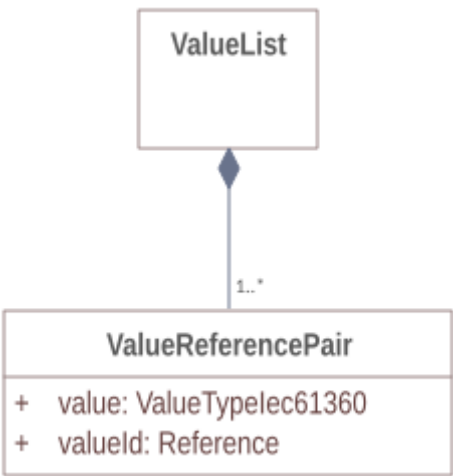 ValueList
1..*
ValueReferencePair
+ value: ValueTypeIec61360
+ valueId: Reference